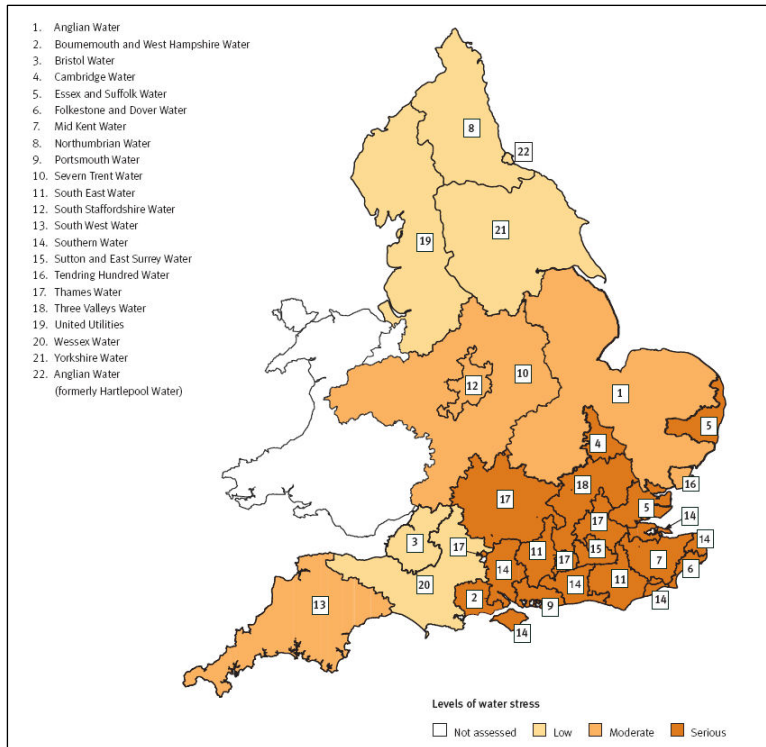 1. Anglian Water
2. Bournemouth and West Hampshire Water
3. Bristol Water
4. Cambridge Water
5. Essex and Suffolk Water
6. Folkestone and Dover Water
7. Mid Kent Water
8. Northumbrian Water
9. Portsmouth Water
10. Severn Trent Water
11. South East Water
12. South Staffordshire Water
13. South West Water
14. Southern Water
15. Sutton and East Surrey Water
16. Tendring Hundred Water
17. Thames Water
18. Three Valleys Water
19. United Utilities
20. Wessex Water
21. Yorkshire Water
22. Anglian Water
(formerly Hartlepool Water)
8
22
21
19
10
12
1
5
4
18
16
17
5
14
17
3
17
11
17
15
14
7
6
14
20
14
11
2
9
14
14
13
14
Levels of water stress
Not assessed
Low
Moderate
Serious